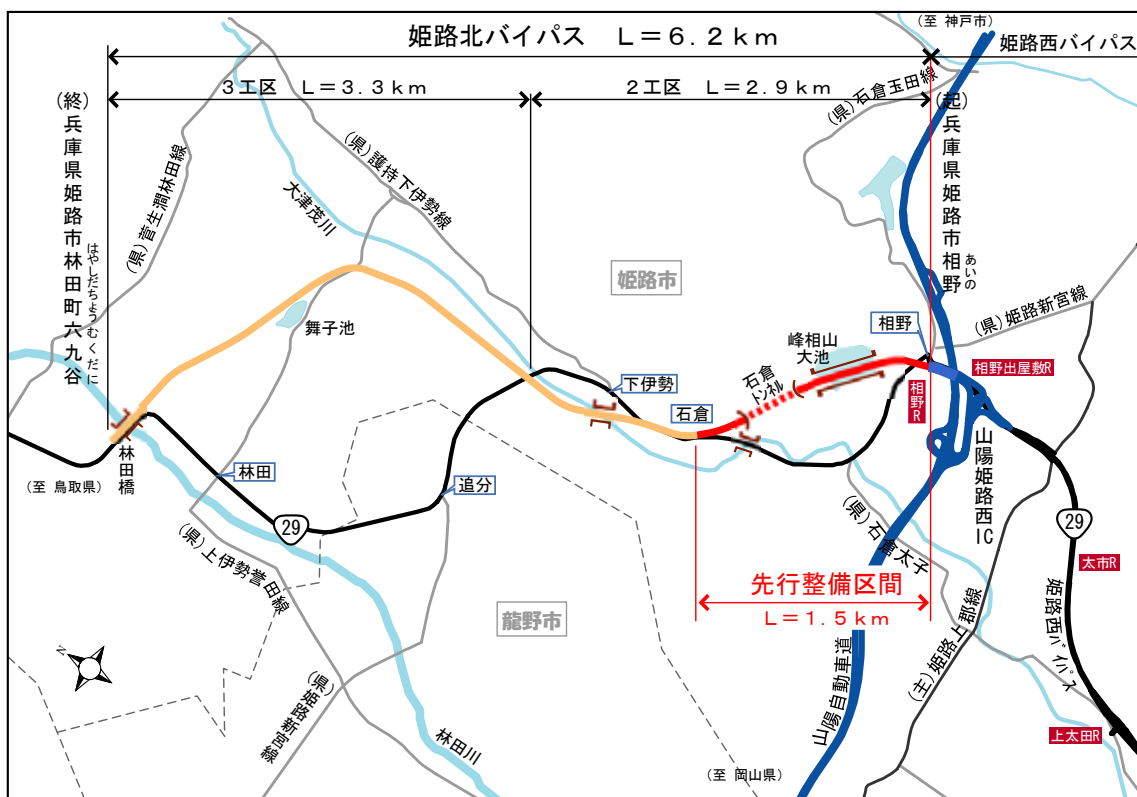 (至 神戸市)
姫路北バイパス L=6.2km
姫路西バイパス
3工区 L=3.3km
2工区 L=2.9km
(県)石倉玉田線
(終)兵庫県姫路市林田町六九谷
はやしだちょうむくだに
(起)兵庫県姫路市相野
あいの
(県)菅生澗林田線
(県)護持下伊勢線
大津茂川
姫路市
舞子池
相野
(県)姫路新宮線
峰相山
大池
石倉
トンネル
下伊勢
石倉
相野R
相野出屋敷R
林田橋
(至 鳥取県)
林田
追分
29
山陽姫路西IC
(県)石倉太子
29
太市R
(県)上伊勢誉田線
先行整備区間
L=1.5km
龍野市
姫路西バイパス
(主)姫路上郡線
山陽自動車道
N
(県)姫路新宮線
林田川
上太田R
(至 岡山県)